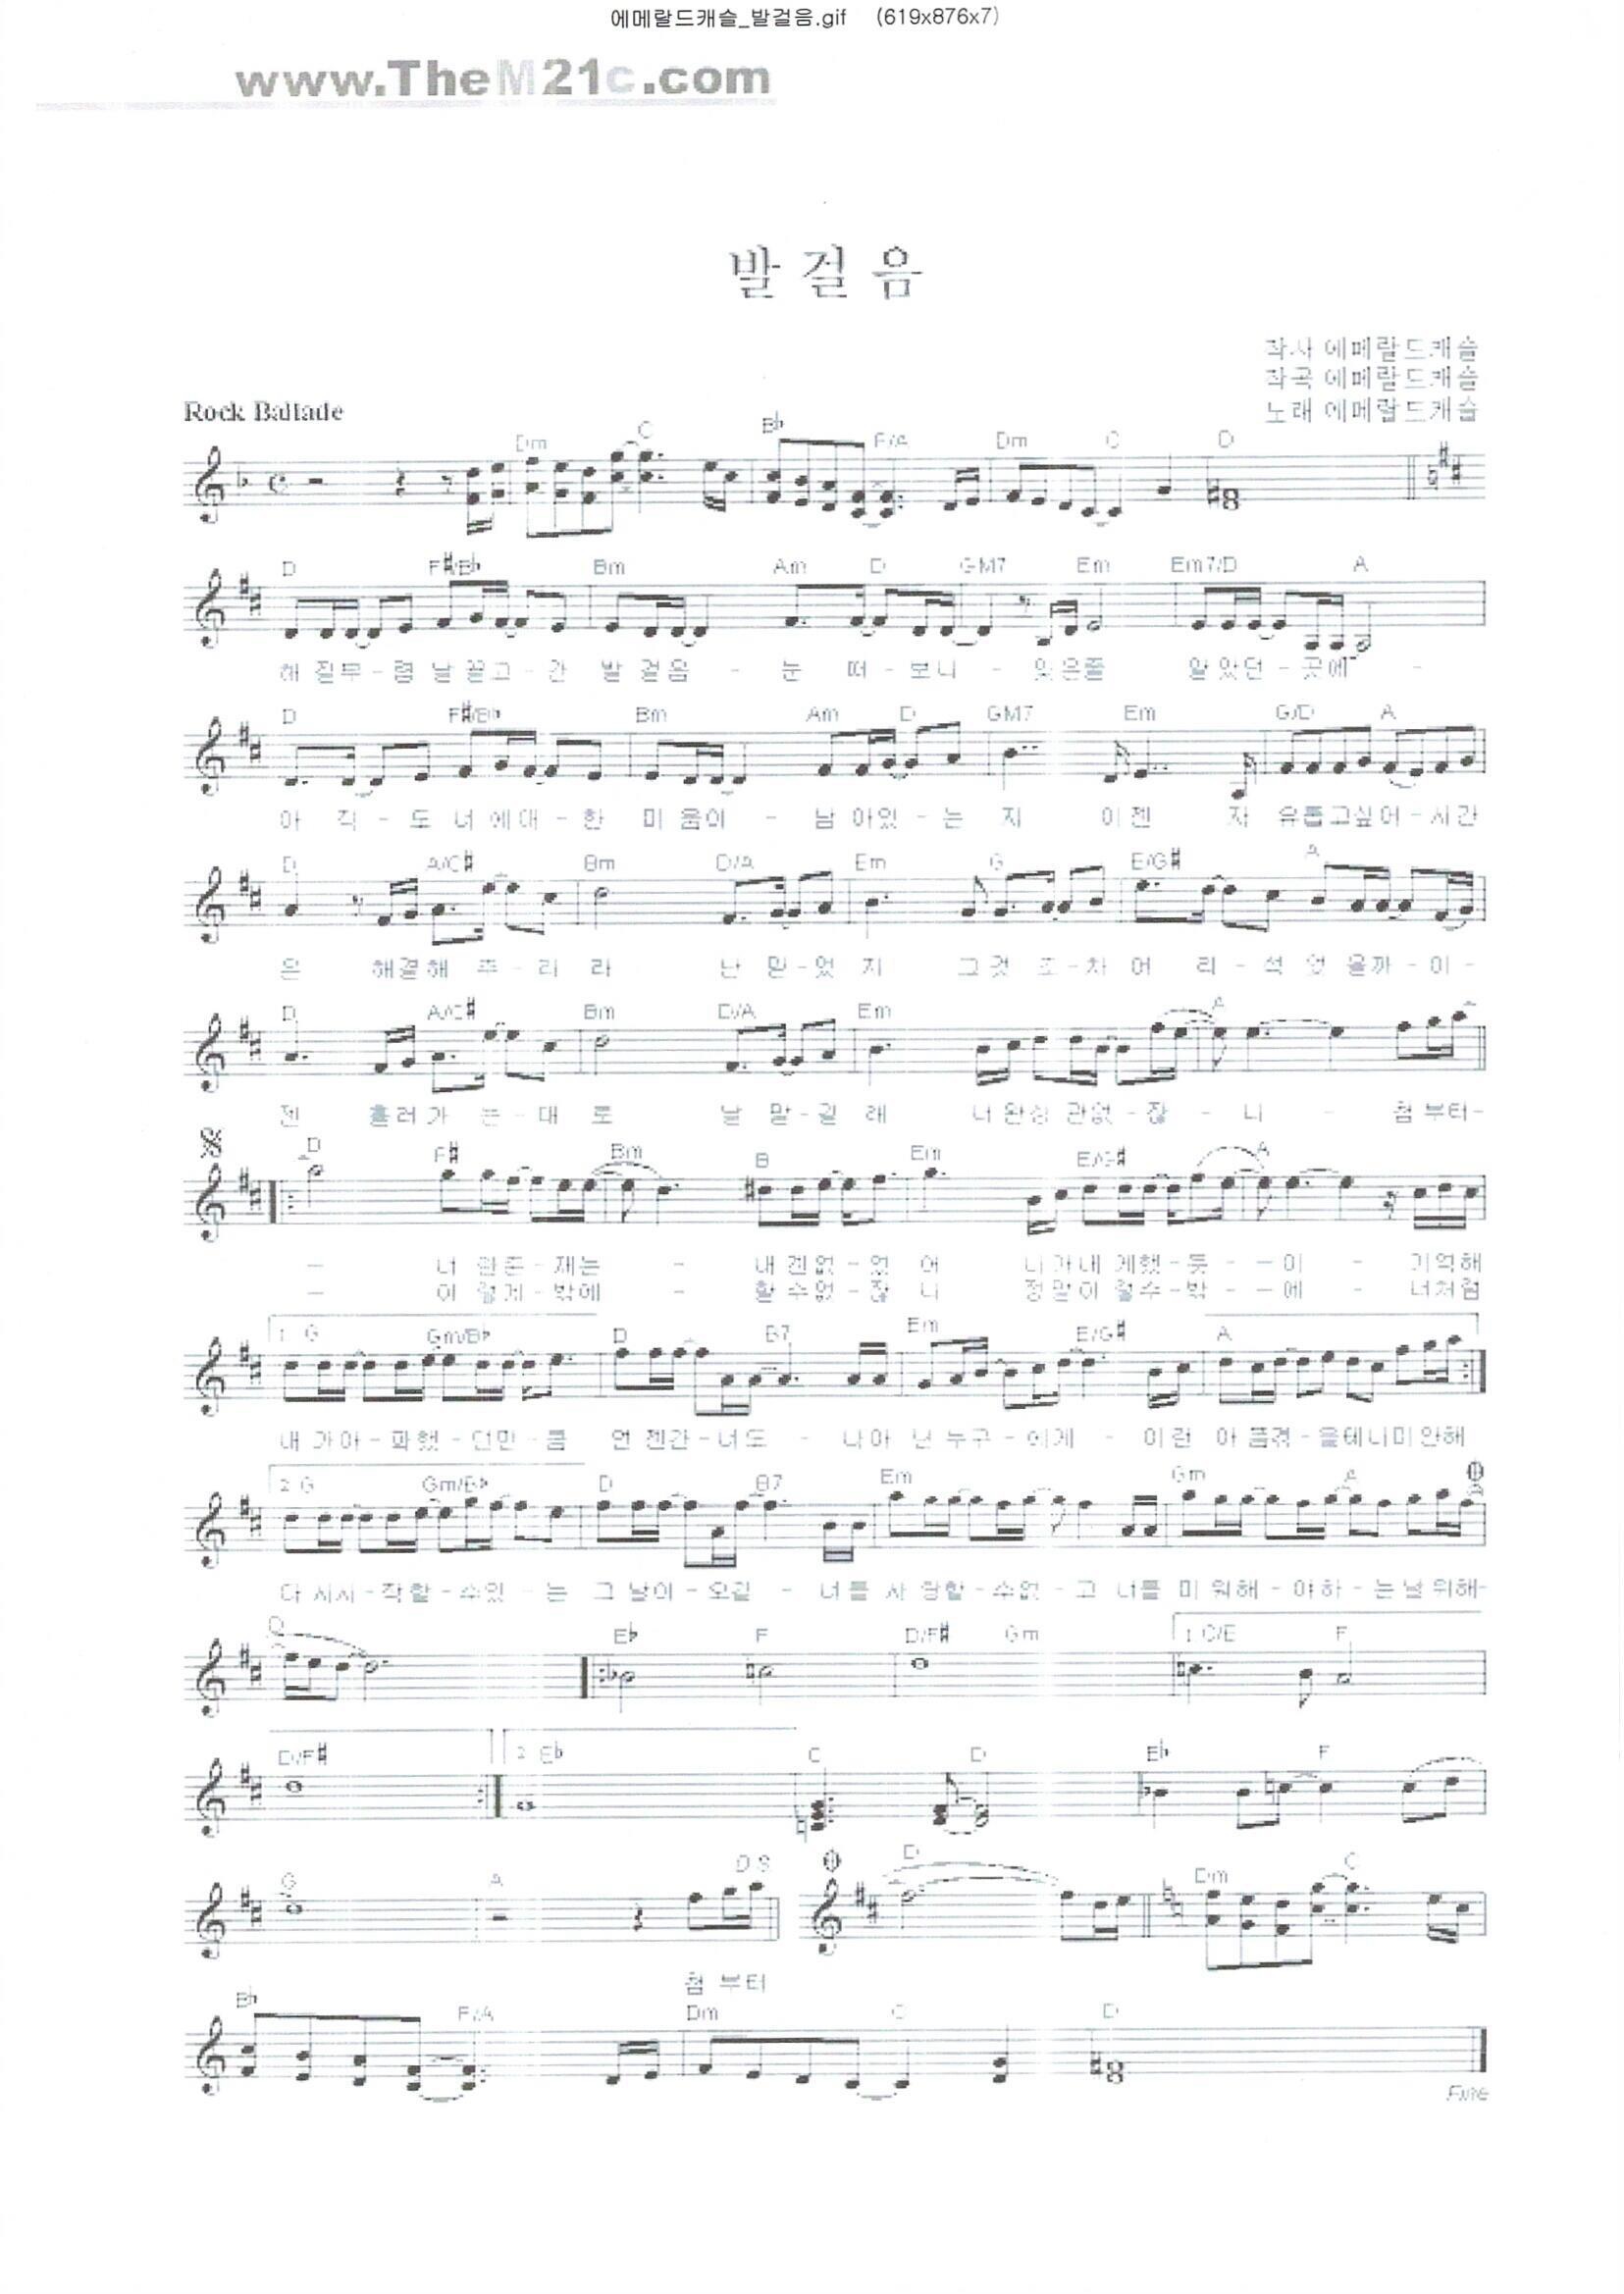 에메랄드캐슬_발걸음.gif (619x876x7)
www.TheM21c.com
발걸음
작사 에메랄드캐슬
작곡 에메랄드캐슬
노래 에메랄드캐슬
Rock Ballade
Dm C Bb F/A Dm C D
D F#/Bb Bm Am D GM7 Em Em7/D A
해 질무-렵 날 끌고-간 발 걸음 - 눈 떠-보니- 잊은줄 알았던-곳에 -
D F#/Bb Bm Am D GM7 Em G/D A
아 직-도 너에대-한 미움이 - 남아있-는 지 이젠 자 유롭고싶어-시간
D A/C# Bm D/A Em G E/G# A
은 해결해 주-리라 난 믿-었 지 그것 조-차 어 리-석 었 을까-이-
D A/C# Bm D/A Em A
젠 흘러가 는-대로 날 맡-길 래 너완상 관없-잖 - 니 - 첨 부터-
D F# Bm B Em E/G# A
- 너 란존-재는 - 내 겐없-었 어 니가내 게했-듯--이 - 기억해
- 이 렇게-밖에 - 할 수없-잖 니 정말이 럴수-밖--에 - 너처럼
1. G Gm/Bb D B7 Em E/G# A
내 가아-파했-던만-큼 언 젠간-너도 - 나아 닌 누구-에게 - 이런 아 픔겪-을테니미안해
2. G Gm/Bb D B7 Em Gm A
다 시시-작할-수있-는 그 날이-오길 - 너를 사 랑할-수없-고 너를 미 워해-야하-는날 위해-
D Eb F D/F# Gm 1. C/E F
D/F# 2. Eb C D Eb F
G A D.S D Dm C
첨 부터
Bb F/A Dm C D
Fine